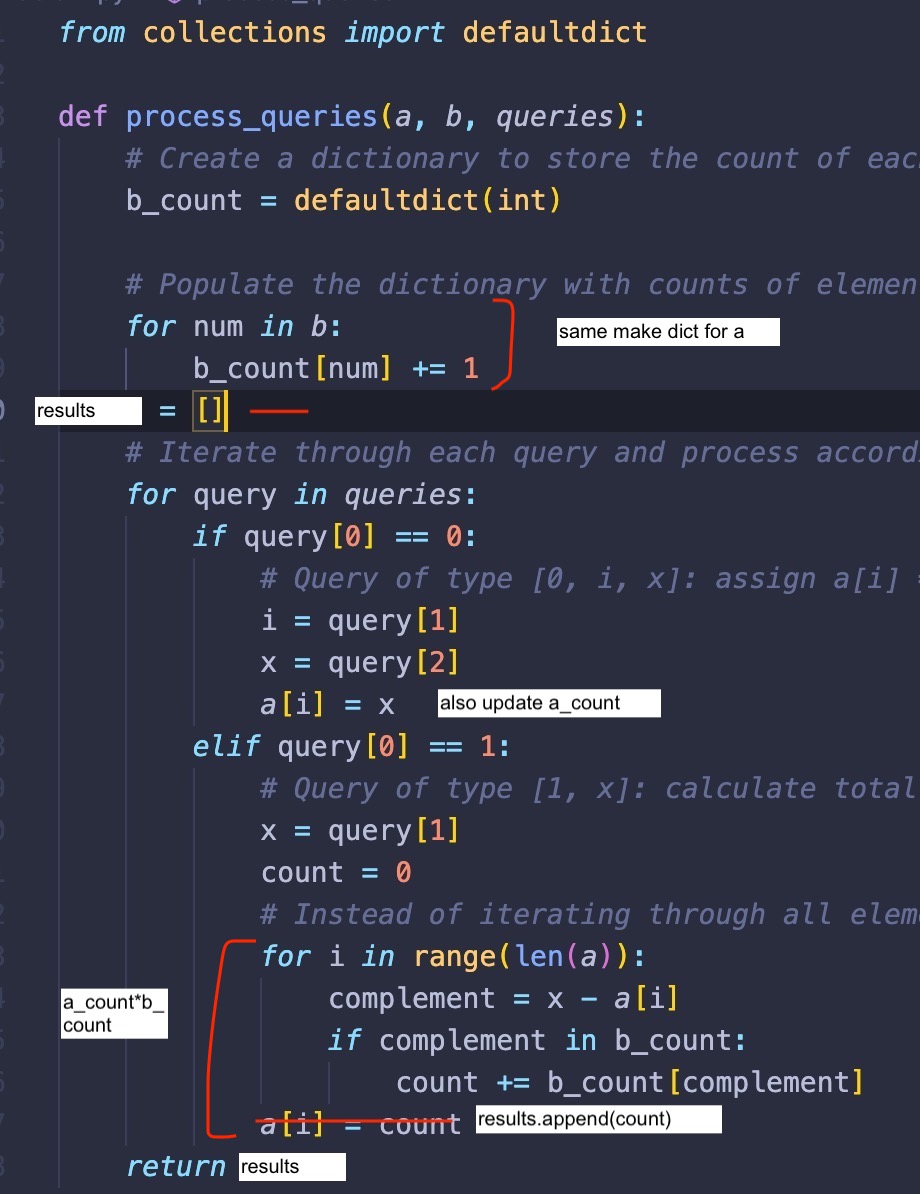 from collections import defaultdict
def process_queries(a, b, queries):
# Create a dictionary to store the count of eac
b_count = defaultdict(int)
# Populate the dictionary with counts of elemen
for num in b:
same make dict for a
b_count[num] += 1
results = []
# Iterate through each query and process accord
for query in queries:
if query[0] == 0:
# Query of type [0, i, x]: assign a[i]
i = query[1]
x = query[2]
a[i] = x also update a_count
elif query[0] == 1:
# Query of type [1, x]: calculate total
x = query[1]
count = 0
# Instead of iterating through all elem
for i in range(len(a)):
complement = x - a[i]
a_count*b_
count
if complement in b_count:
count += b_count[complement]
a[i] = count results.append(count)
return results